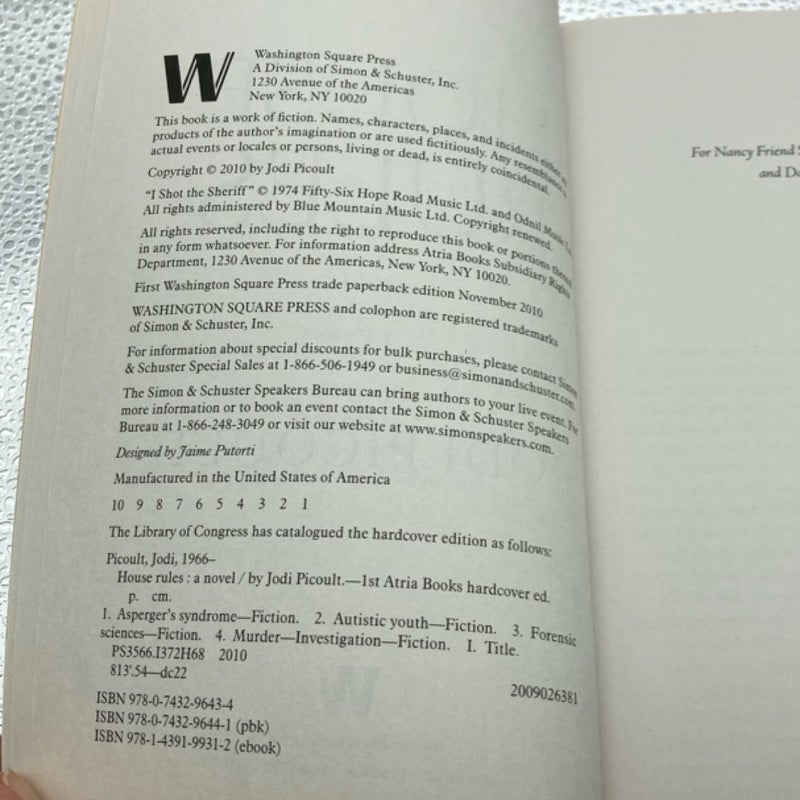 W
Washington Square Press
A Division of Simon & Schuster, Inc.
1230 Avenue of the Americas
New York, NY 10020
This book is a work of fiction. Names, characters, places, and incidents either
products of the author's imagination or are used fictitiously. Any resemblance
actual events or locales or persons, living or dead, is entirely coincidental.
Copyright © 2010 by Jodi Picoult
“I Shot the Sheriff” © 1974 Fifty-Six Hope Road Music Ltd. and Odnil Music
All rights administered by Blue Mountain Music Ltd. Copyright renewed.
All rights reserved, including the right to reproduce this book or portions
in any form whatsoever. For information address Atria Books Subsidiary Rights
Department, 1230 Avenue of the Americas, New York, NY 10020.
First Washington Square Press trade paperback edition November 2010
WASHINGTON SQUARE PRESS and colophon are registered trademarks
of Simon & Schuster, Inc.
For information about special discounts for bulk purchases, please contact Simon
& Schuster Special Sales at 1-866-506-1949 or business@simonandschuster.com.
The Simon & Schuster Speakers Bureau can bring authors to your live event. For
more information or to book an event contact the Simon & Schuster Speakers
Bureau at 1-866-248-3049 or visit our website at www.simonspeakers.com.
Designed by Jaime Putorti
Manufactured in the United States of America
10 9 8 7 6 5 4 3 2 1
The Library of Congress has catalogued the hardcover edition as follows:
Picoult, Jodi, 1966–
House rules : a novel / by Jodi Picoult.—1st Atria Books hardcover ed.
p. cm.
1. Asperger's syndrome—Fiction. 2. Autistic youth—Fiction. 3. Forensic
sciences—Fiction. 4. Murder—Investigation—Fiction. I. Title.
PS3566.I372H68 2010
813'.54—dc22
2009026381
ISBN 978-0-7432-9643-4
ISBN 978-0-7432-9644-1 (pbk)
ISBN 978-1-4391-9931-2 (ebook)
For Nancy Friend
and